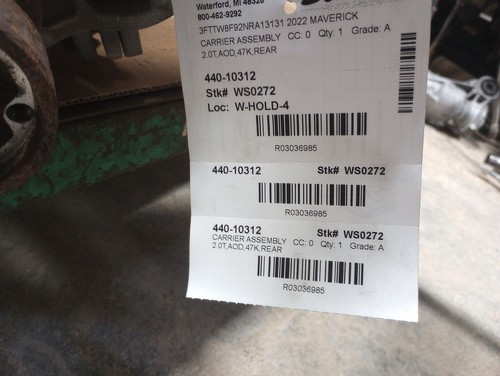 Waterford, MI 48328
800-462-9292
3FTTW8F92NRA13131 2022 MAVERICK
CARRIER ASSEMBLY CC: 0 Qty: 1 Grade: A
2.0T,AOD,47K,REAR
440-10312
Stk# WS0272
Loc: W-HOLD-4
R03036985
440-10312 Stk# WS0272
R03036985
440-10312 Stk# WS0272
CARRIER ASSEMBLY CC: 0 Qty: 1 Grade: A
2.0T,AOD,47K,REAR
R03036985